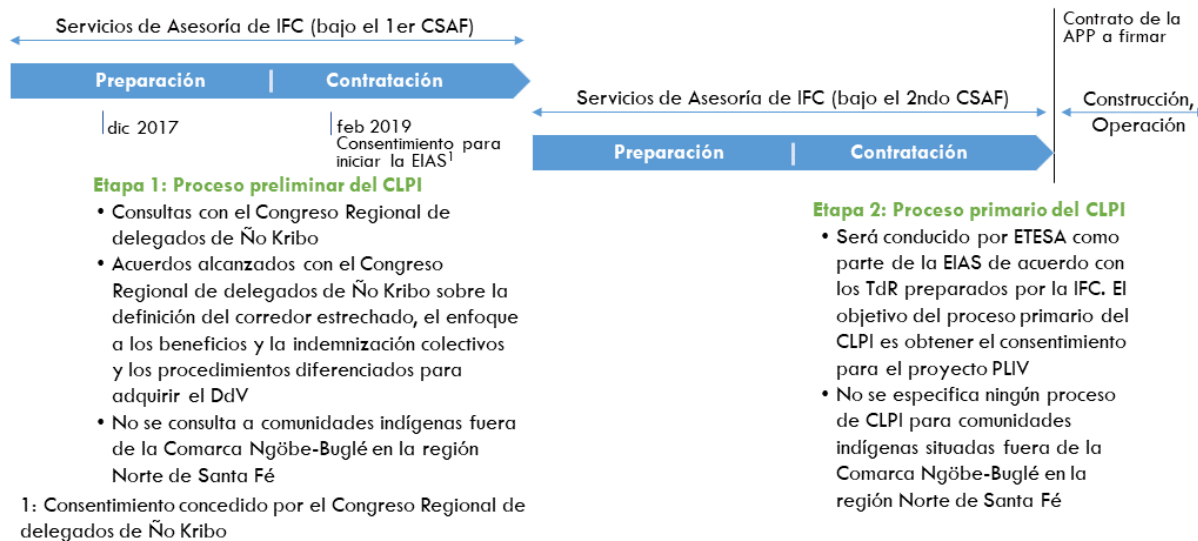 Servicios de Asesoría de IFC (bajo el 1er CSAF)
Preparación
Contratación
dic 2017
feb 2019
Consentimiento para
iniciar la EIAS1
Etapa 1: Proceso preliminar del CLPI
• Consultas con el Congreso Regional de
delegados de Ño Kribo
• Acuerdos alcanzados con el Congreso
Regional de delegados de Ño Kribo sobre la
definición del corredor estrechado, el enfoque
a los beneficios y la indemnización colectivos
y los procedimientos diferenciados para
adquirir el DdV
• No se consulta a comunidades indígenas fuera
de la Comarca Ngöbe-Buglé en la región
Norte de Santa Fé
1: Consentimiento concedido por el Congreso Regional de
delegados de Ño Kribo
Servicios de Asesoría de IFC (bajo el 2ndo CSAF)
Preparación
Contratación
Contrato de la
APP a firmar
Construcción,
Operación
Etapa 2: Proceso primario del CLPI
• Será conducido por ETESA como
parte de la EIAS de acuerdo con
los TdR preparados por la IFC. El
objetivo del proceso primario del
CLPI es obtener el consentimiento
para el proyecto PLIV
• No se especifica ningún proceso
de CLPI para comunidades
indígenas situadas fuera de la
Comarca Ngöbe-Buglé en la
región Norte de Santa Fé